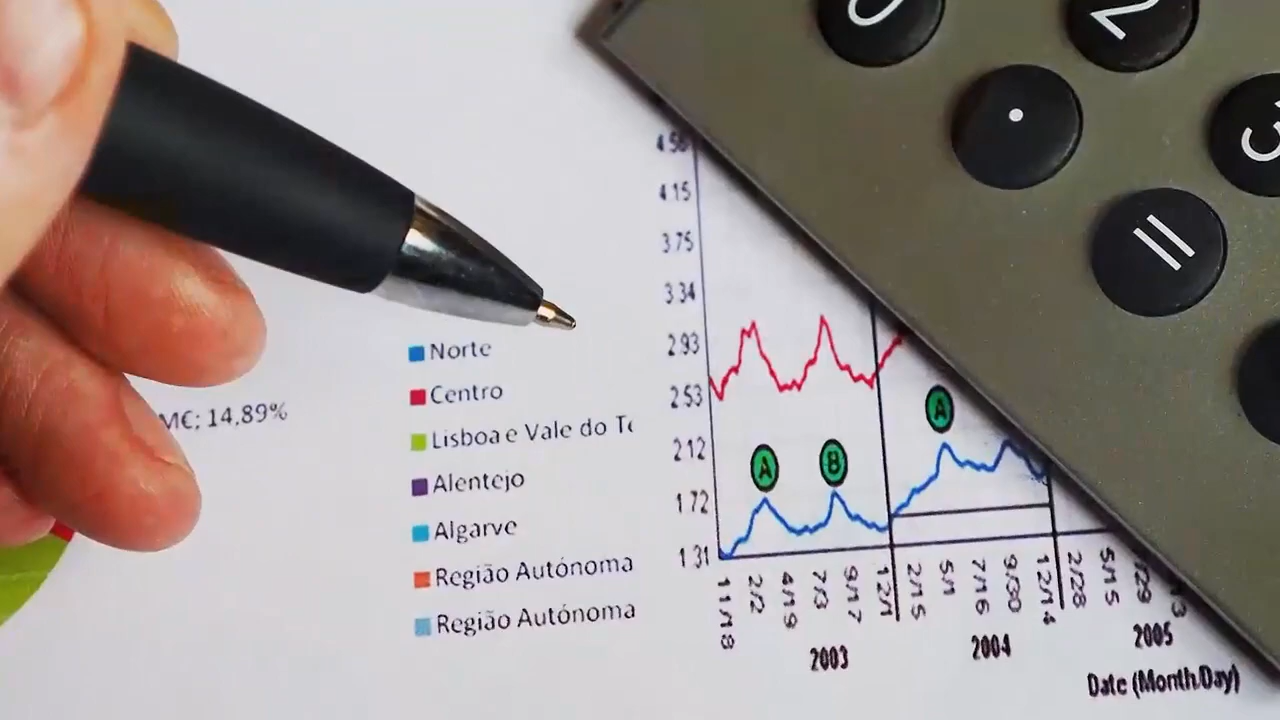 M€; 14,89%
Norte
Centro
Lisboa e Vale do
Alentejo
Algarve
Região Autónoma
Região Autónoma
4.56
4.15
3.75
3.34
2.93
2.53
2.12
1.72
1.31
A
B
A
11/18
2/2
4/19
7/3
9/17
12/1
2/15
5/1
7/16
9/30
12/14
2/28
5/15
2003
2004
2005
Date (Month/Day)
0
2
3
.
=